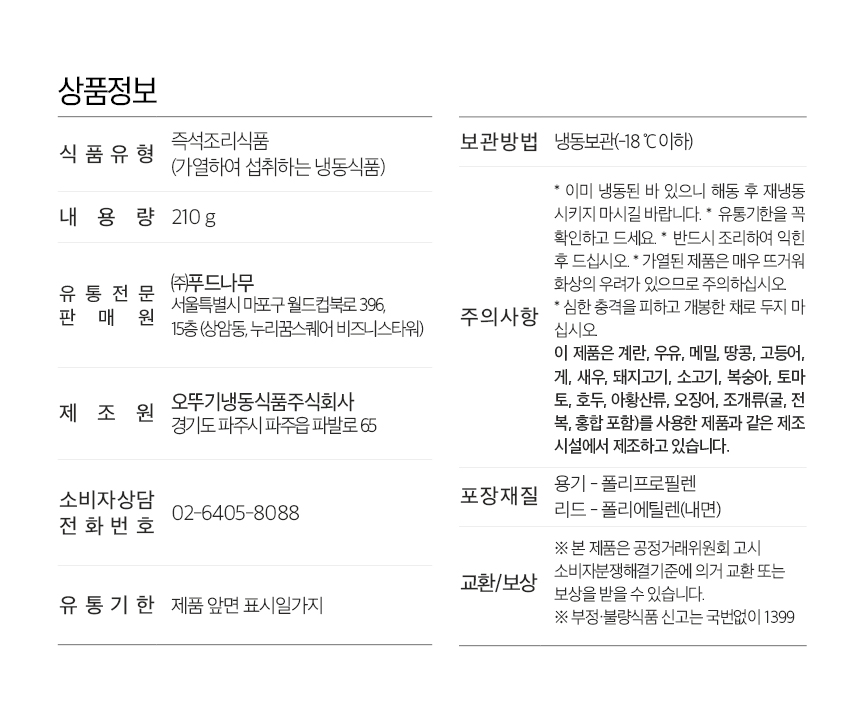 상품정보
식품유형
즉석조리식품
(가열하여 섭취하는 냉동식품)
내용량
210 g
유통전문
판매원
㈜푸드나무
서울특별시 마포구 월드컵북로 396,
15층 (상암동, 누리꿈스퀘어 비즈니스타워)
제조원
오뚜기냉동식품주식회사
경기도 파주시 파주읍 파발로 65
소비자상담
전화번호
02-6405-8088
유통기한
제품 앞면 표시일가지
보관방법
냉동보관(-18 ℃ 이하)
주의사항
* 이미 냉동된 바 있으니 해동 후 재냉동
시키지 마시길 바랍니다. * 유통기한을 꼭
확인하고 드세요. * 반드시 조리하여 익힌
후 드십시오. * 가열된 제품은 매우 뜨거워
화상의 우려가 있으므로 주의하십시오
* 심한 충격을 피하고 개봉한 채로 두지 마
십시오
이 제품은 계란, 우유, 메밀, 땅콩, 고등어,
게, 새우, 돼지고기, 소고기, 복숭아, 토마
토, 호두, 아황산류, 오징어, 조개류(굴, 전
복, 홍합 포함)를 사용한 제품과 같은 제조
시설에서 제조하고 있습니다.
포장재질
용기 - 폴리프로필렌
리드 - 폴리에틸렌(내면)
교환/보상
※ 본 제품은 공정거래위원회 고시
소비자분쟁해결기준에 의거 교환 또는
보상을 받을 수 있습니다.
※ 부정·불량식품 신고는 국번없이 1399